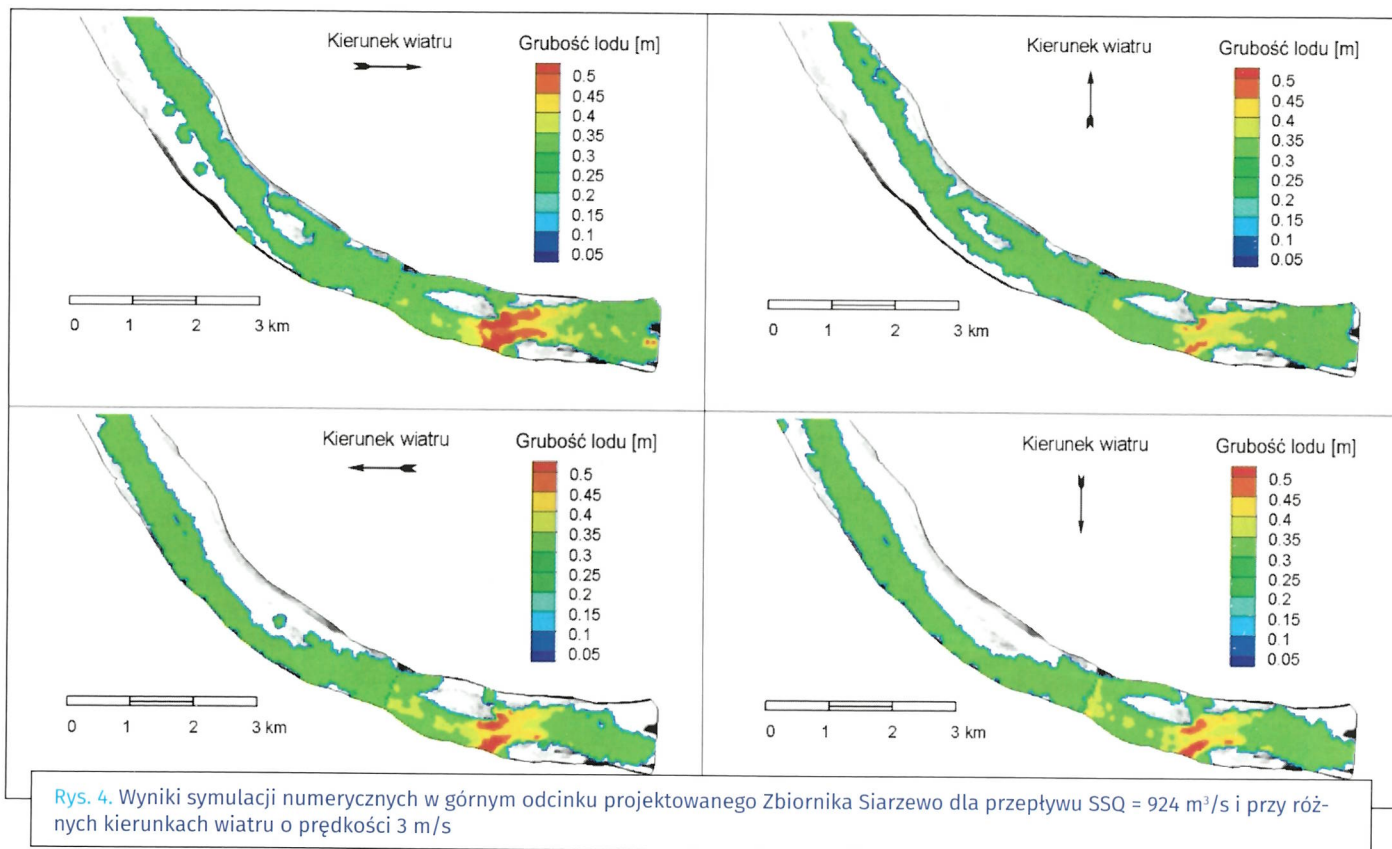 Kierunek wiatru
Grubość lodu [m]
0.5
0.45
0.4
0.35
0.3
0.25
0.2
0.15
0.1
0.05
0 1 2 3 km
Kierunek wiatru
Grubość lodu [m]
0.5
0.45
0.4
0.35
0.3
0.25
0.2
0.15
0.1
0.05
0 1 2 3 km
Kierunek wiatru
Grubość lodu [m]
0.5
0.45
0.4
0.35
0.3
0.25
0.2
0.15
0.1
0.05
0 1 2 3 km
Kierunek wiatru
Grubość lodu [m]
0.5
0.45
0.4
0.35
0.3
0.25
0.2
0.15
0.1
0.05
0 1 2 3 km
Rys. 4. Wyniki symulacji numerycznych w górnym odcinku projektowanego Zbiornika Siarzewo dla przepływu SSQ = 924 m³/s i przy róż-
nych kierunkach wiatru o prędkości 3 m/s